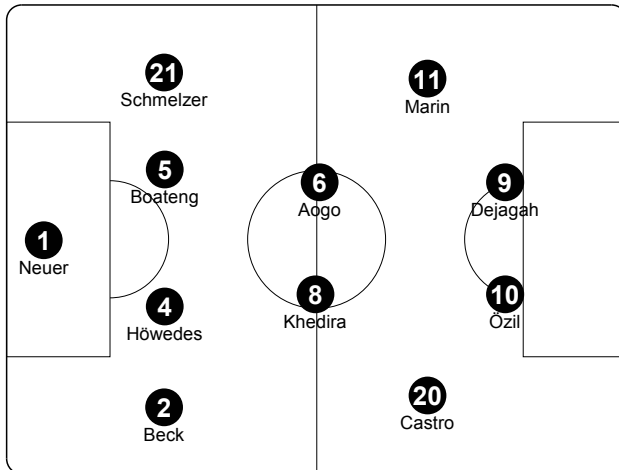 21
Schmelzer
11
Marin
5
Boateng
6
Aogo
9
Dejagah
1
Neuer
4
Höwedes
8
Khedira
10
Özil
2
Beck
20
Castro